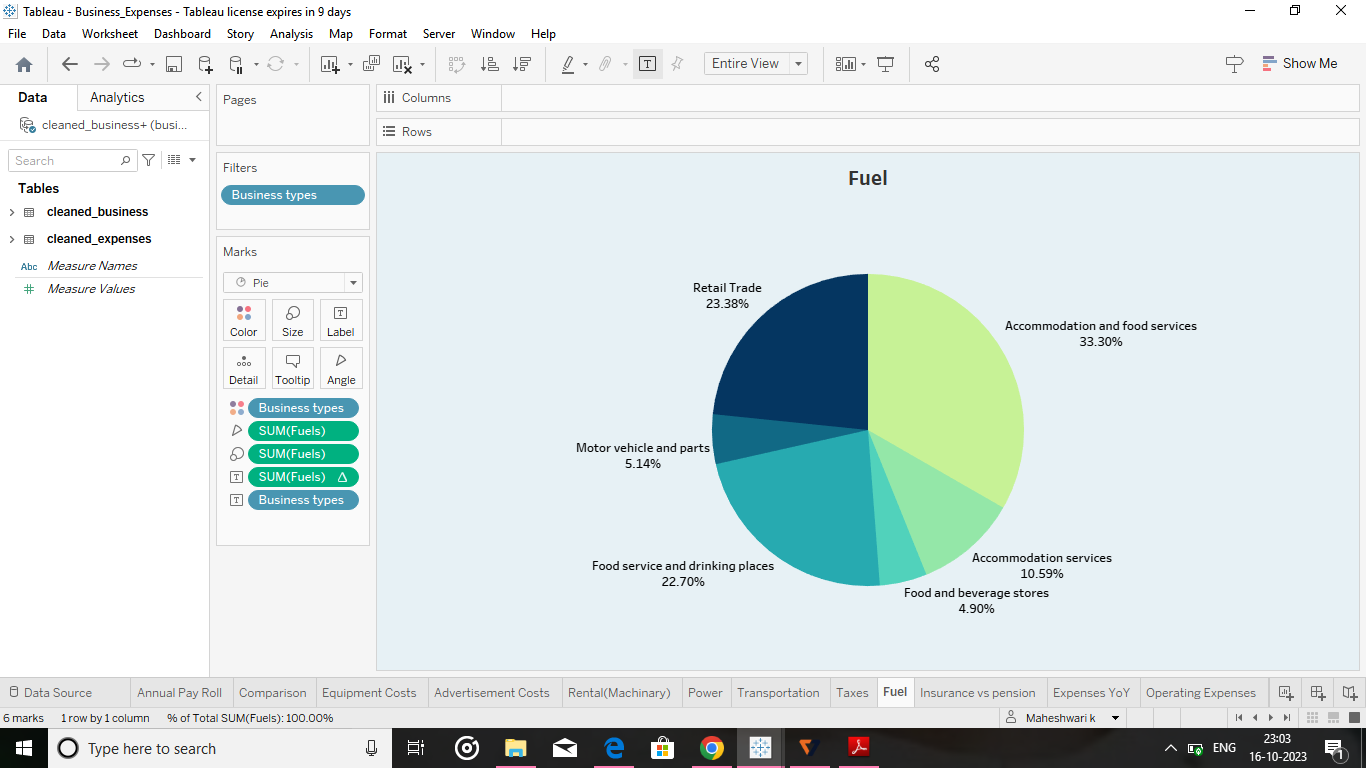 Tableau - Business_Expenses - Tableau license expires in 9 days
File Data Worksheet Dashboard Story Analysis Map Format Server Window Help
Entire View
Show Me
Data Analytics
cleaned_business+ (busi...
Search
Tables
cleaned_business
cleaned_expenses
Abc Measure Names
Measure Values
Pages
Filters
Business types
Marks
Pie
Color Size Label
Detail Tooltip Angle
Business types
SUM(Fuels)
SUM(Fuels)
SUM(Fuels)
Business types
Columns
Rows
Fuel
Retail Trade
23.38%
Accommodation and food services
33.30%
Motor vehicle and parts
5.14%
Accommodation services
10.59%
Food service and drinking places
22.70%
Food and beverage stores
4.90%
Data Source Annual Pay Roll Comparison Equipment Costs Advertisement Costs Rental(Machinary) Power Transportation Taxes Fuel Insurance vs pension Expenses YoY Operating Expenses
6 marks 1 row by 1 column % of Total SUM(Fuels): 100.00% Maheshwari k
Type here to search
ENG
23:03
16-10-2023
1